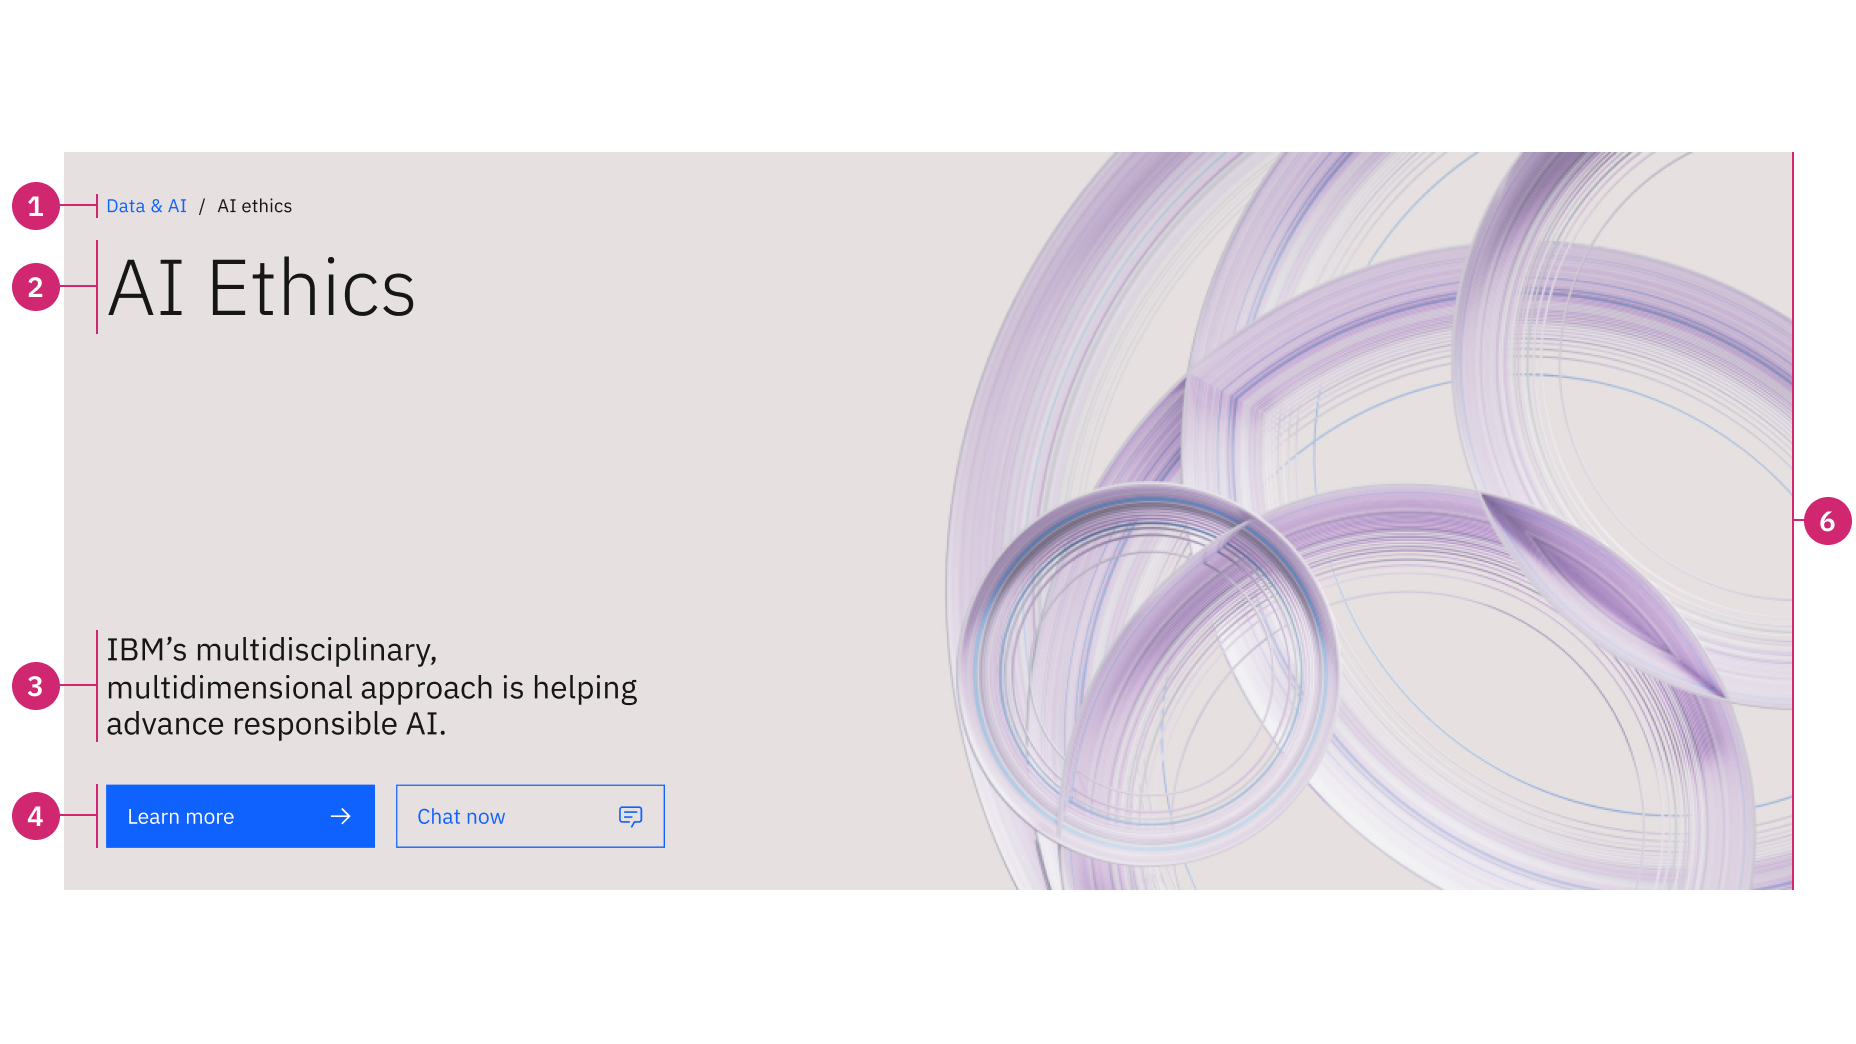 1
Data & AI / AI ethics
2
AI Ethics
6
3
IBM’s multidisciplinary,
multidimensional approach is helping
advance responsible AI.
4
Learn more
Chat now